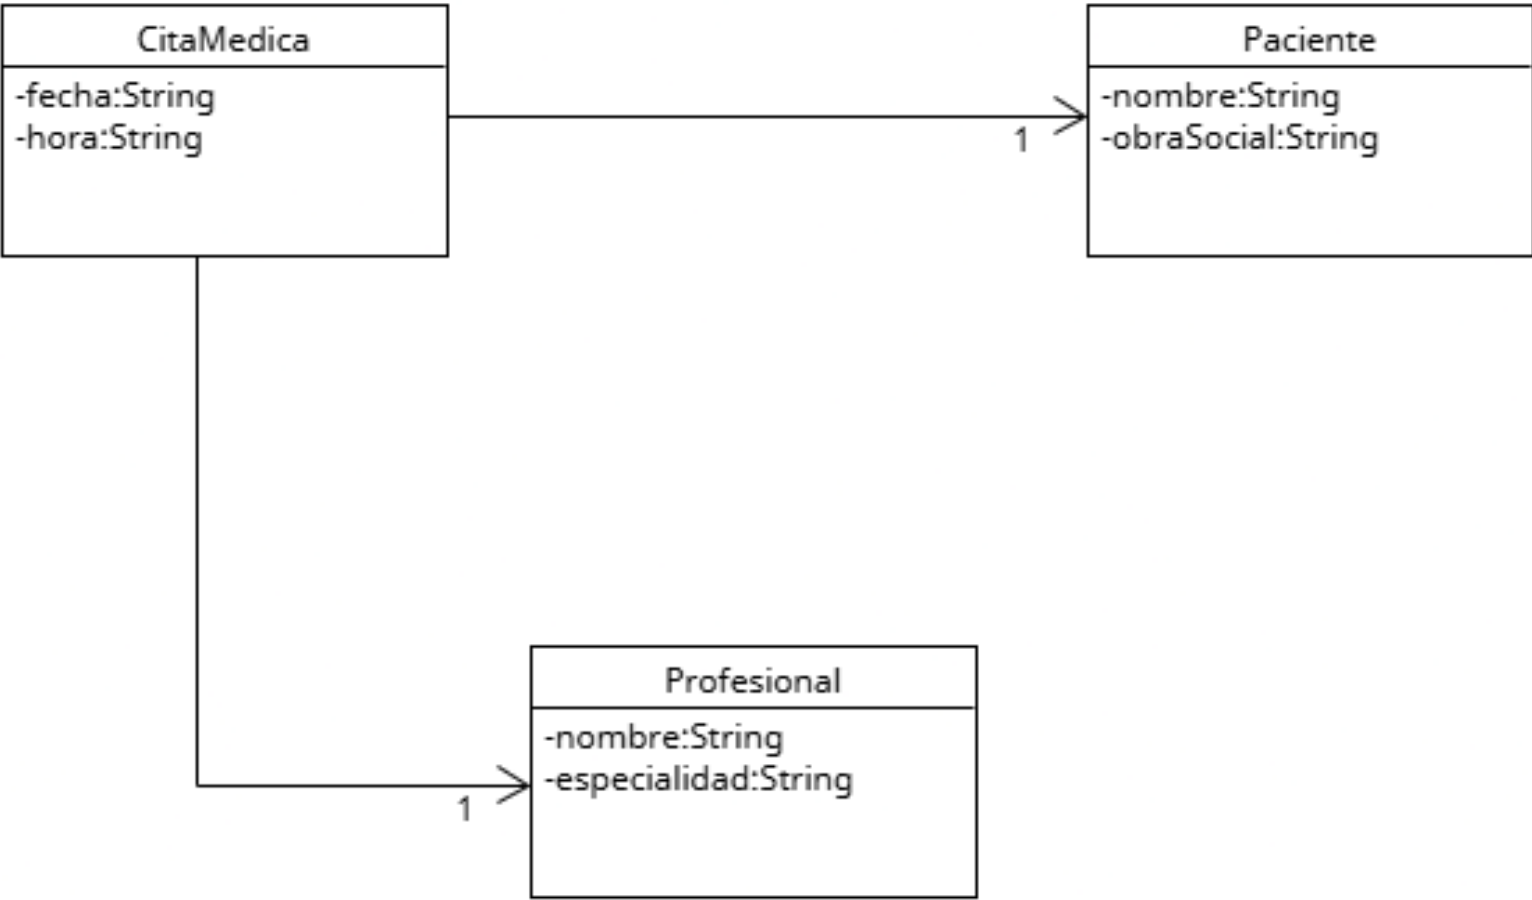 CitaMedica
-fecha:String
-hora:String
1
Paciente
-nombre:String
-obraSocial:String
Profesional
-nombre:String
-especialidad:String
1